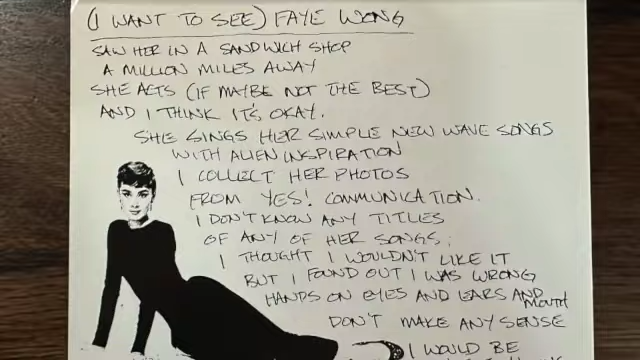 (I WANT TO SEE) FAYE WONG
SAW HER IN A SANDWICH SHOP
A MILLION MILES AWAY
SHE ACTS (IF MAYBE NOT THE BEST)
AND I THINK IT'S OKAY.
SHE SINGS HER SIMPLE NEW WAVE SONGS
WITH ALIEN INSPIRATION
I COLLECT HER PHOTOS
FROM YES! COMMUNICATION.
I DON'T KNOW ANY TITLES
OF ANY OF HER SONGS;
I THOUGHT I WOULDN'T LIKE IT
BUT I FOUND OUT I WAS WRONG
HANDS ON EYES AND EARS AND MOUTH
DON'T MAKE ANY SENSE
I WOULD BE